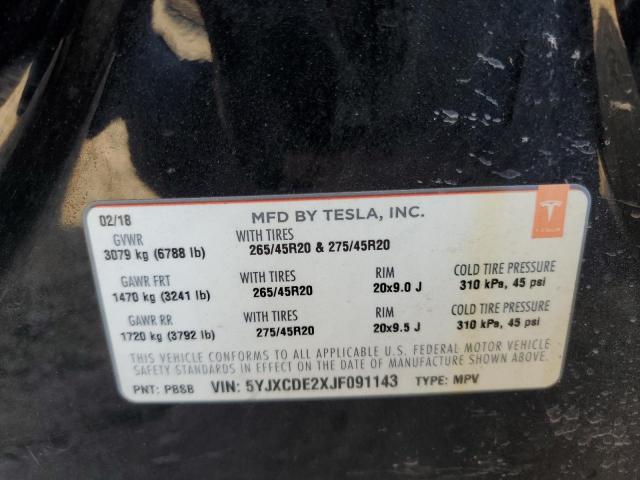 02/18 MFD BY TESLA, INC.
GVWR WITH TIRES
3079 kg (6788 lb) 265/45R20 & 275/45R20
GAWR FRT WITH TIRES RIM COLD TIRE PRESSURE
1470 kg (3241 lb) 265/45R20 20x9.0 J 310 kPa, 45 psi
GAWR RR WITH TIRES RIM COLD TIRE PRESSURE
1720 kg (3792 lb) 275/45R20 20x9.5 J 310 kPa, 45 psi
THIS VEHICLE CONFORMS TO ALL APPLICABLE U.S. FEDERAL MOTOR VEHICLE
SAFETY STANDARDS IN EFFECT ON THE DATE OF MANUFACTURE SHOWN ABOVE.
PNT: PBSB VIN: 5YJXCDE2XJF091143 TYPE: MPV